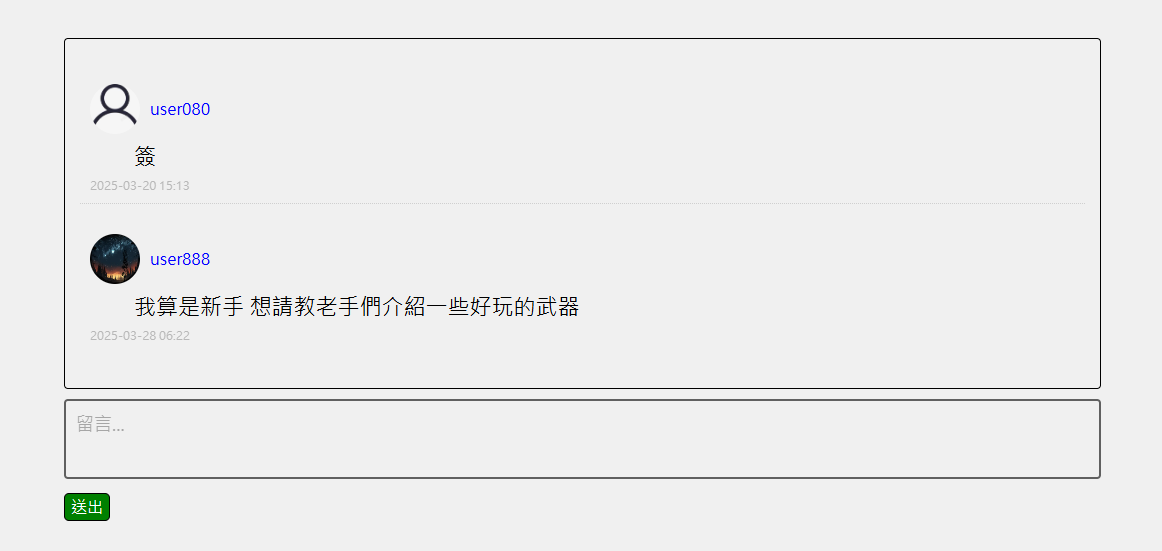 user080
簽
2025-03-20 15:13
user888
我算是新手 想請教老手們介紹一些好玩的武器
2025-03-28 06:22
留言...
送出